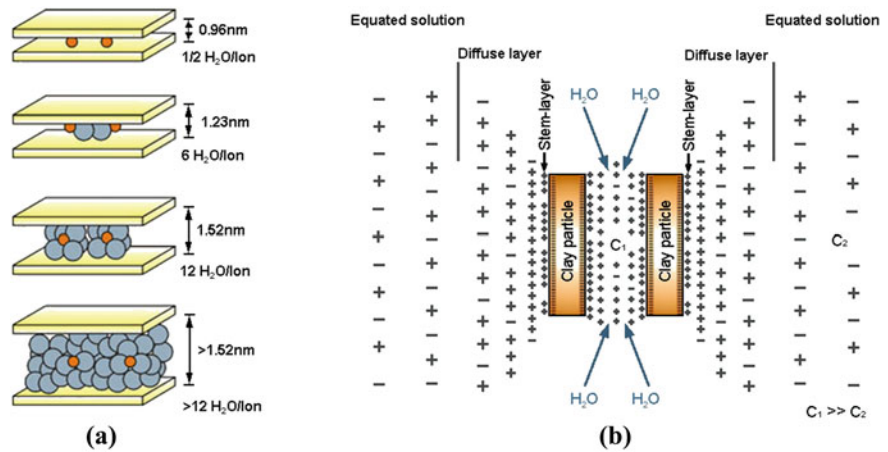 0.96nm
1/2 H₂O/Ion
1.23nm
6 H₂O/Ion
1.52nm
12 H₂O/Ion
>1.52nm
>12 H₂O/Ion
(a)
Equated solution
Equated solution
Diffuse layer
Diffuse layer
H₂O
H₂O
Stem-layer
Stem-layer
Clay particle
C₁
Clay particle
C₂
H₂O
H₂O
C₁ >> C₂
(b)